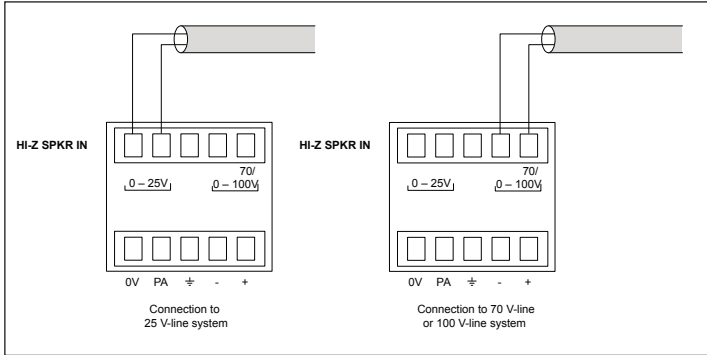 HI-Z SPKR IN
0 – 25V
70/
0 – 100V
0V PA ⏚ - +
Connection to
25 V-line system
HI-Z SPKR IN
0 – 25V
70/
0 – 100V
0V PA ⏚ - +
Connection to 70 V-line
or 100 V-line system